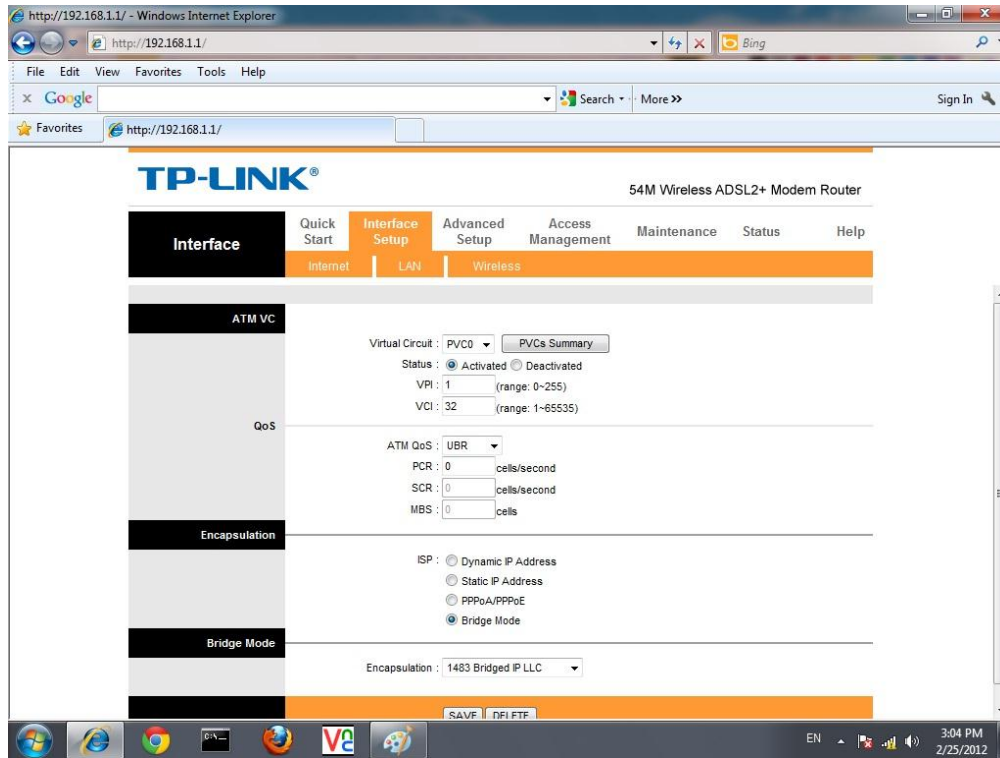 http://192.168.1.1/ - Windows Internet Explorer
http://192.168.1.1/
Bing
File Edit View Favorites Tools Help
x Google Search More >> Sign In
Favorites http://192.168.1.1/
TP-LINK®
54M Wireless ADSL2+ Modem Router
Interface
Quick Start Interface Setup Advanced Setup Access Management Maintenance Status Help
Internet LAN Wireless
ATM VC
Virtual Circuit : PVC0 PVCs Summary
Status : Activated Deactivated
VPI : 1 (range: 0~255)
VCI : 32 (range: 1~65535)
QoS
ATM QoS : UBR
PCR : 0 cells/second
SCR : 0 cells/second
MBS : 0 cells
Encapsulation
ISP : Dynamic IP Address
Static IP Address
PPPoA/PPPoE
Bridge Mode
Bridge Mode
Encapsulation : 1483 Bridged IP LLC
SAVE DELETE
EN 3:04 PM
2/25/2012